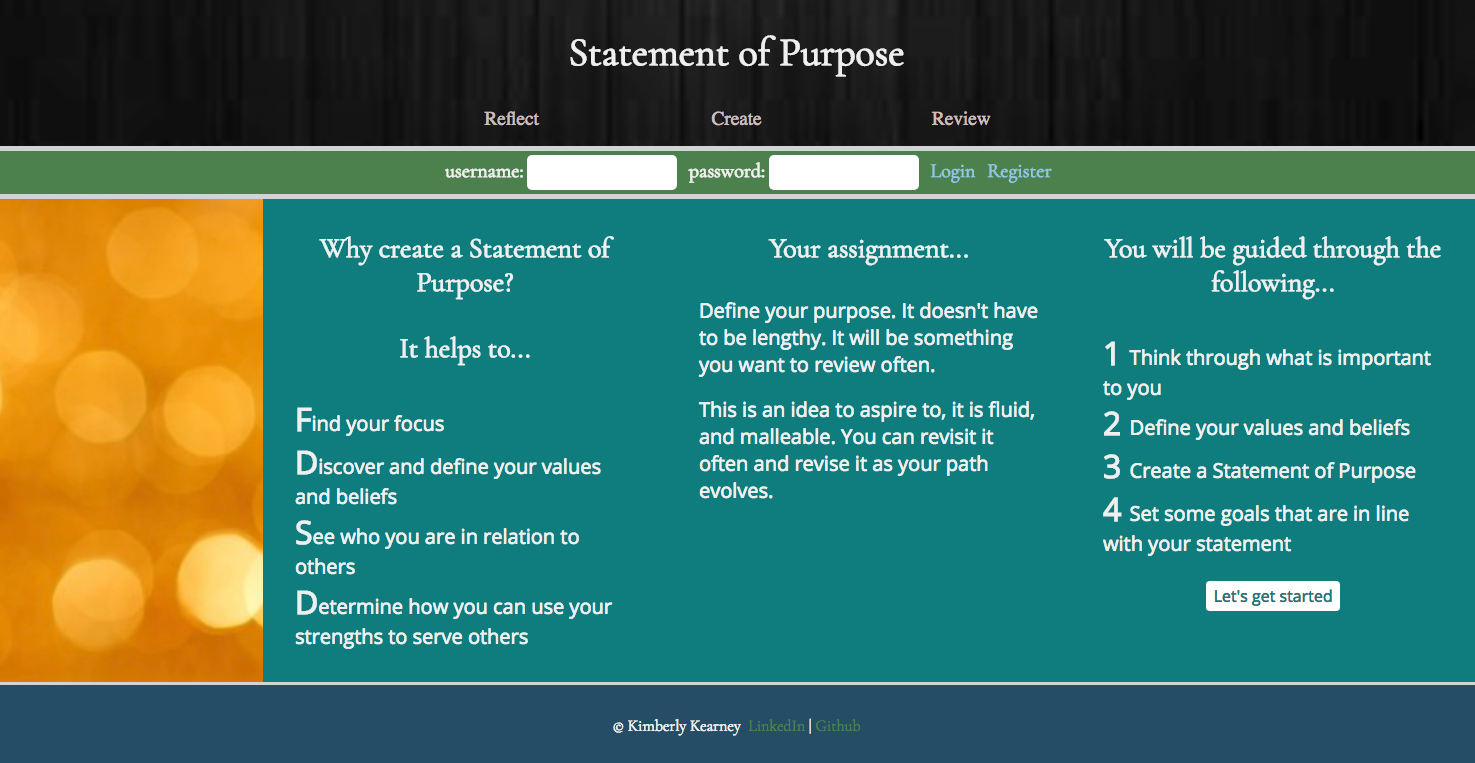 Statement of Purpose
Reflect Create Review
username: password: Login Register
Why create a Statement of
Purpose?
It helps to...
Find your focus
Discover and define your values
and beliefs
See who you are in relation to
others
Determine how you can use your
strengths to serve others
Your assignment...
Define your purpose. It doesn't have
to be lengthy. It will be something
you want to review often.
This is an idea to aspire to, it is fluid,
and malleable. You can revisit it
often and revise it as your path
evolves.
You will be guided through the
following...
1 Think through what is important
to you
2 Define your values and beliefs
3 Create a Statement of Purpose
4 Set some goals that are in line
with your statement
Let's get started
© Kimberly Kearney LinkedIn | Github